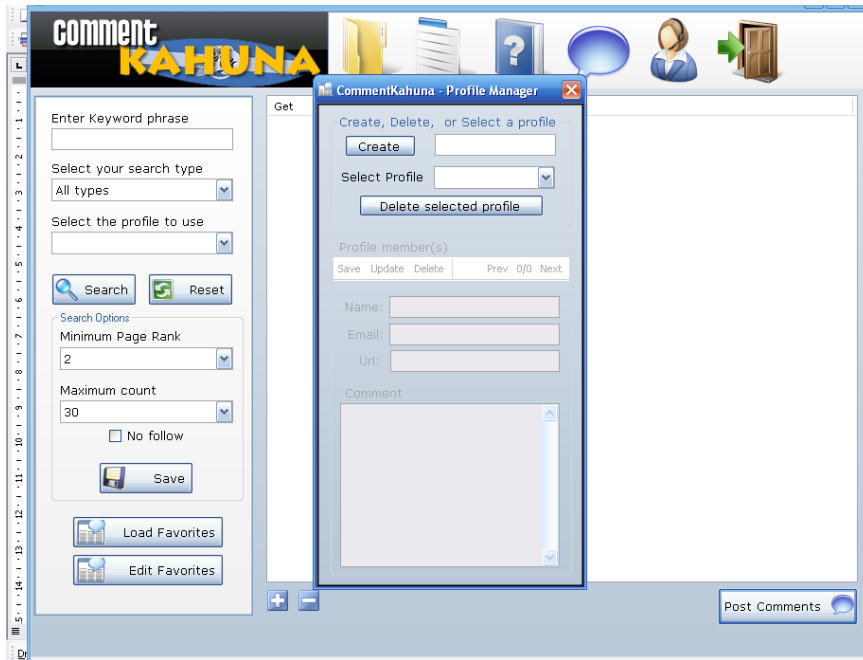 comment
KAHUNA
?
Enter Keyword phrase
Select your search type
All types
Select the profile to use
Search
Reset
Search Options
Minimum Page Rank
2
Maximum count
30
No follow
Save
Load Favorites
Edit Favorites
Get
CommentKahuna - Profile Manager
Create, Delete, or Select a profile
Create
Select Profile
Delete selected profile
Profile member(s)
Save Update Delete Prev 0/0 Next
Name:
Email:
Url:
Comment
Post Comments